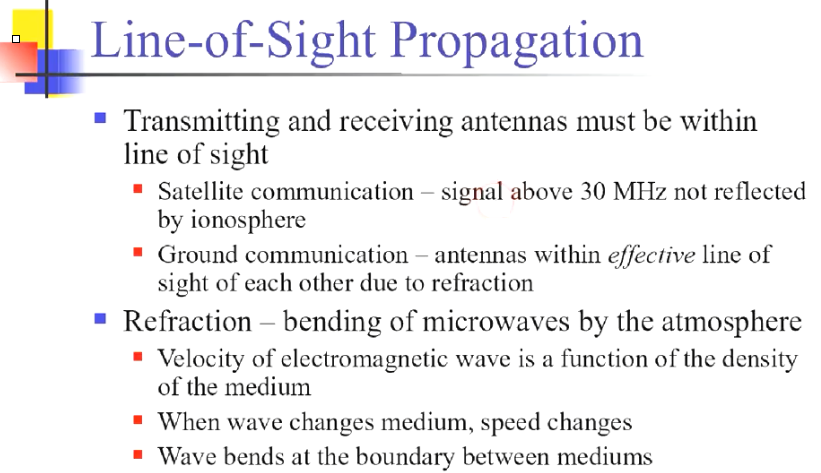 Line-of-Sight Propagation
Transmitting and receiving antennas must be within
line of sight
Satellite communication – signal above 30 MHz not reflected
by ionosphere
Ground communication – antennas within effective line of
sight of each other due to refraction
Refraction – bending of microwaves by the atmosphere
Velocity of electromagnetic wave is a function of the density
of the medium
When wave changes medium, speed changes
Wave bends at the boundary between mediums